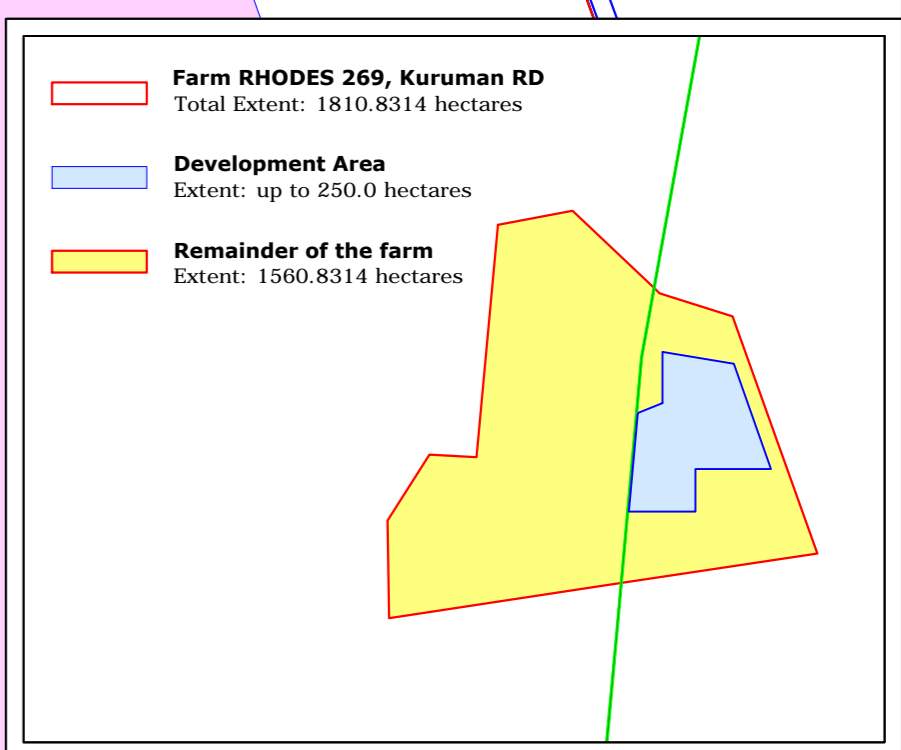 Farm RHODES 269, Kuruman RD
Total Extent: 1810.8314 hectares
Development Area
Extent: up to 250.0 hectares
Remainder of the farm
Extent: 1560.8314 hectares